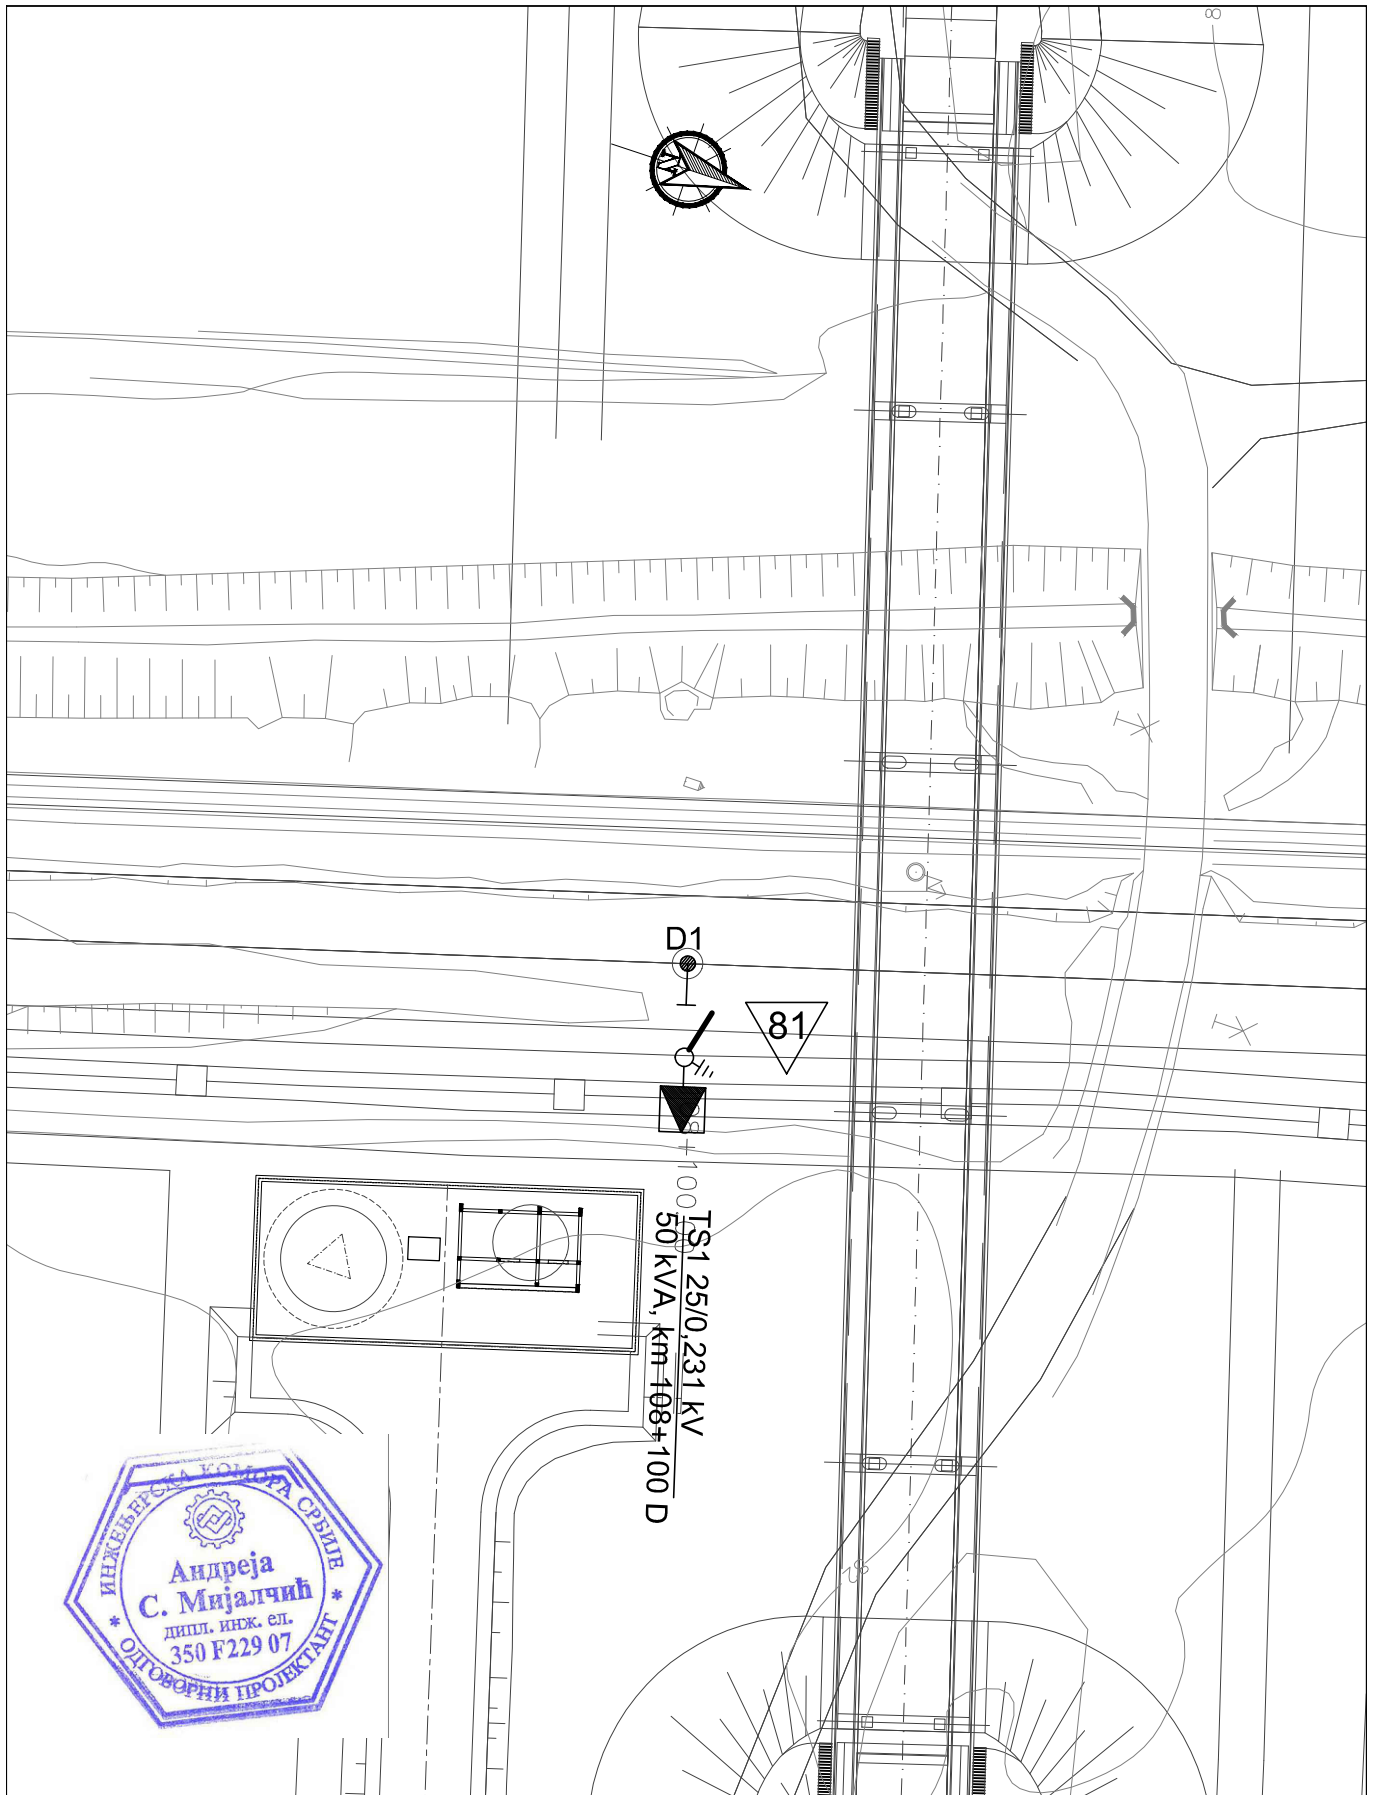 8
D1
81
TS1 25/0,231 kV
50 kVA, km 108+100 D
ИНЖЕЊЕРСКА КОМОРА СРБИЈЕ
Андреја
С. Мијалчић
дипл. инж. ел.
350 F229 07
* ОДГОВОРНИ ПРОЈЕКТАНТ *